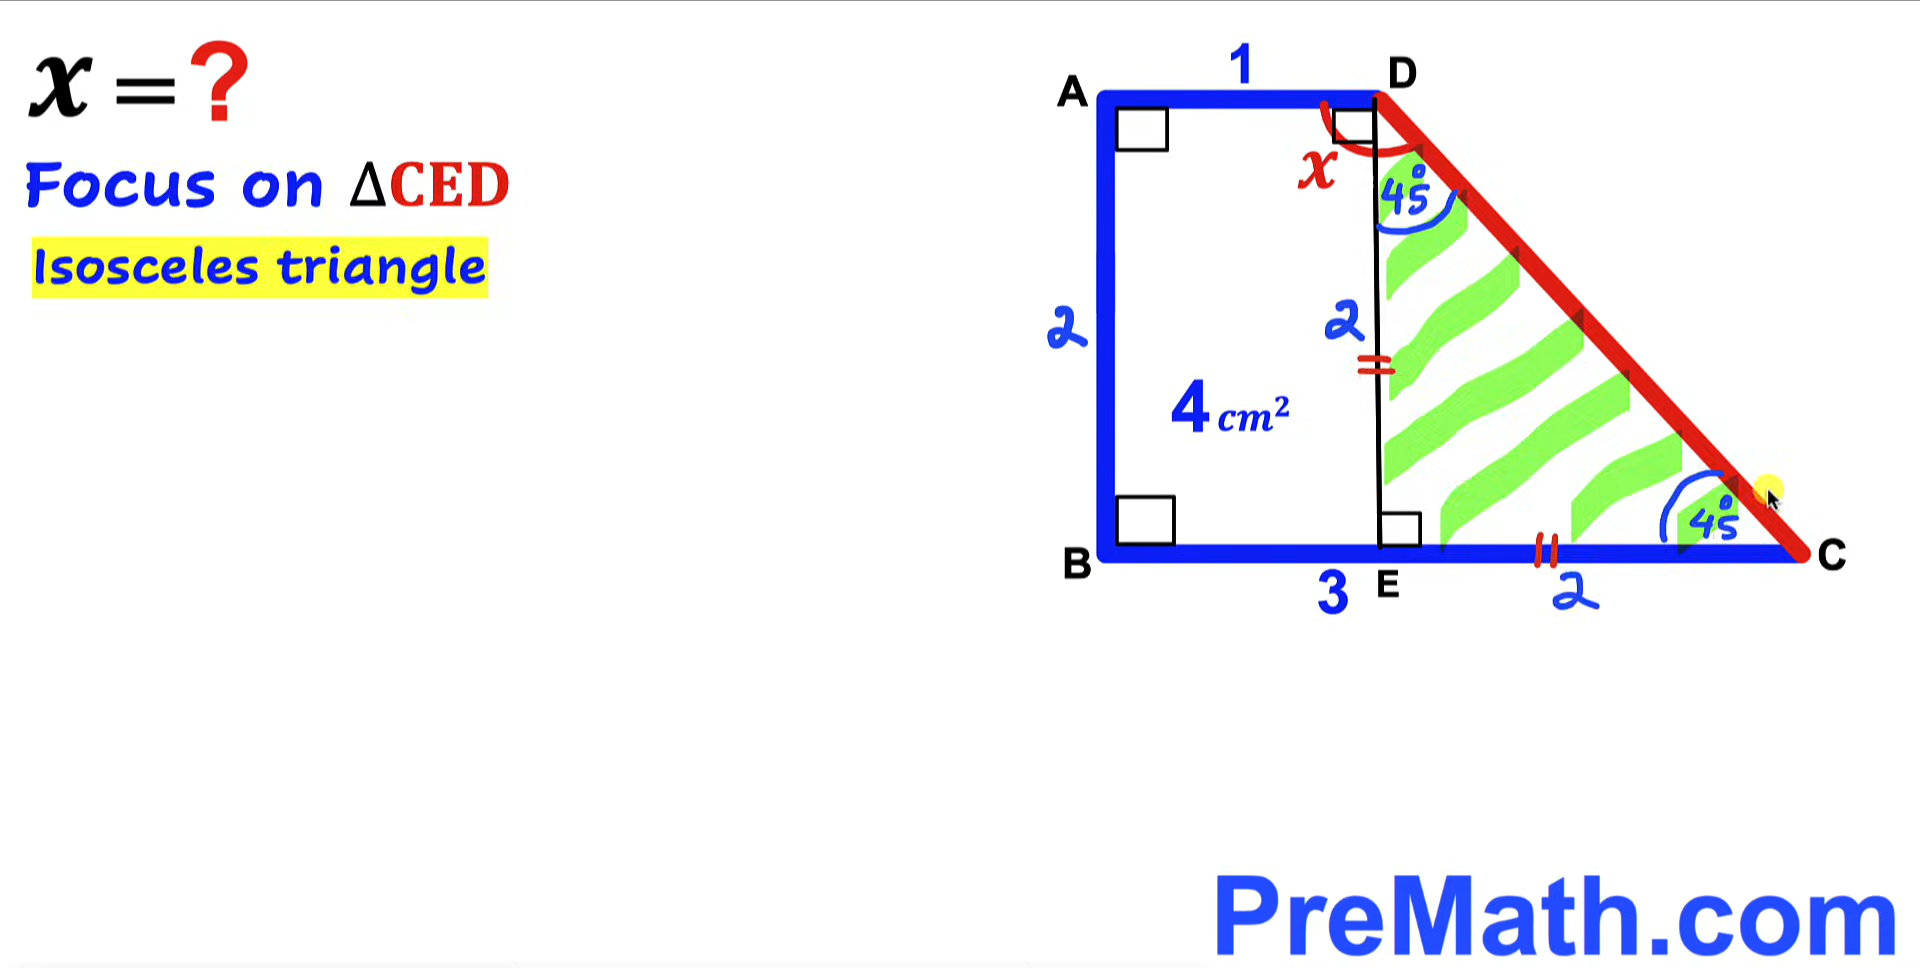 x = ?
Focus on ΔCED
Isosceles triangle
1
A
D
x
45°
2
2
4 cm²
45°
B
3
E
2
C
PreMath.com